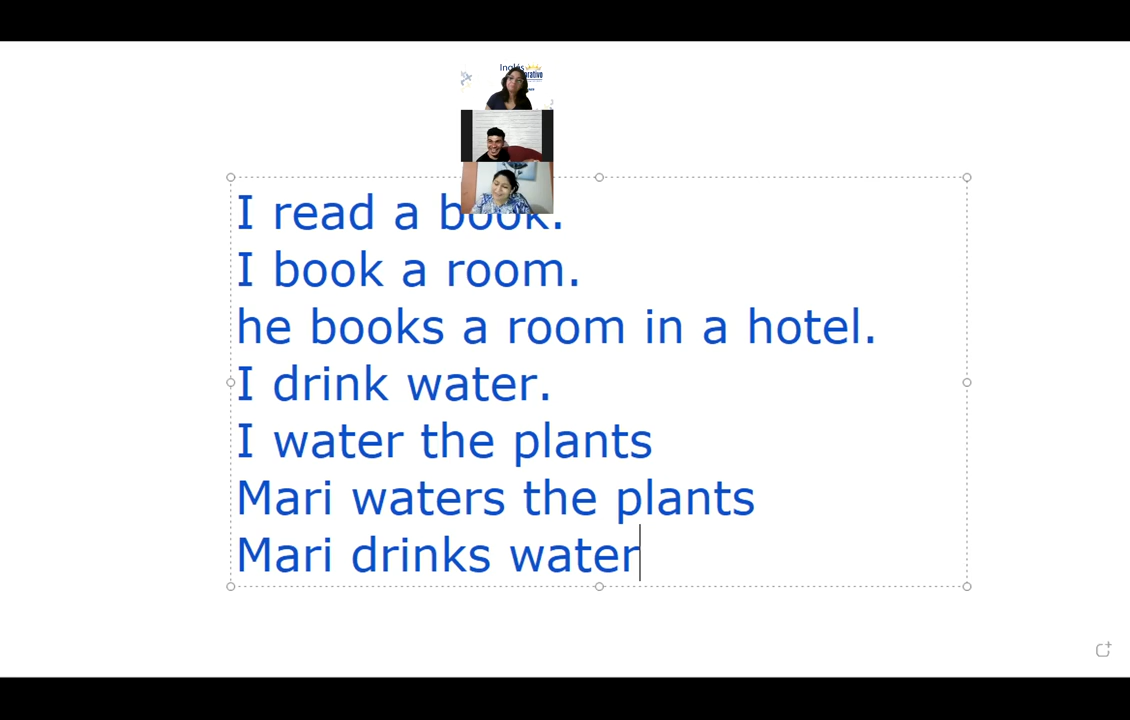 Inglés
I read a book.
I book a room.
he books a room in a hotel.
I drink water.
I water the plants
Mari waters the plants
Mari drinks water